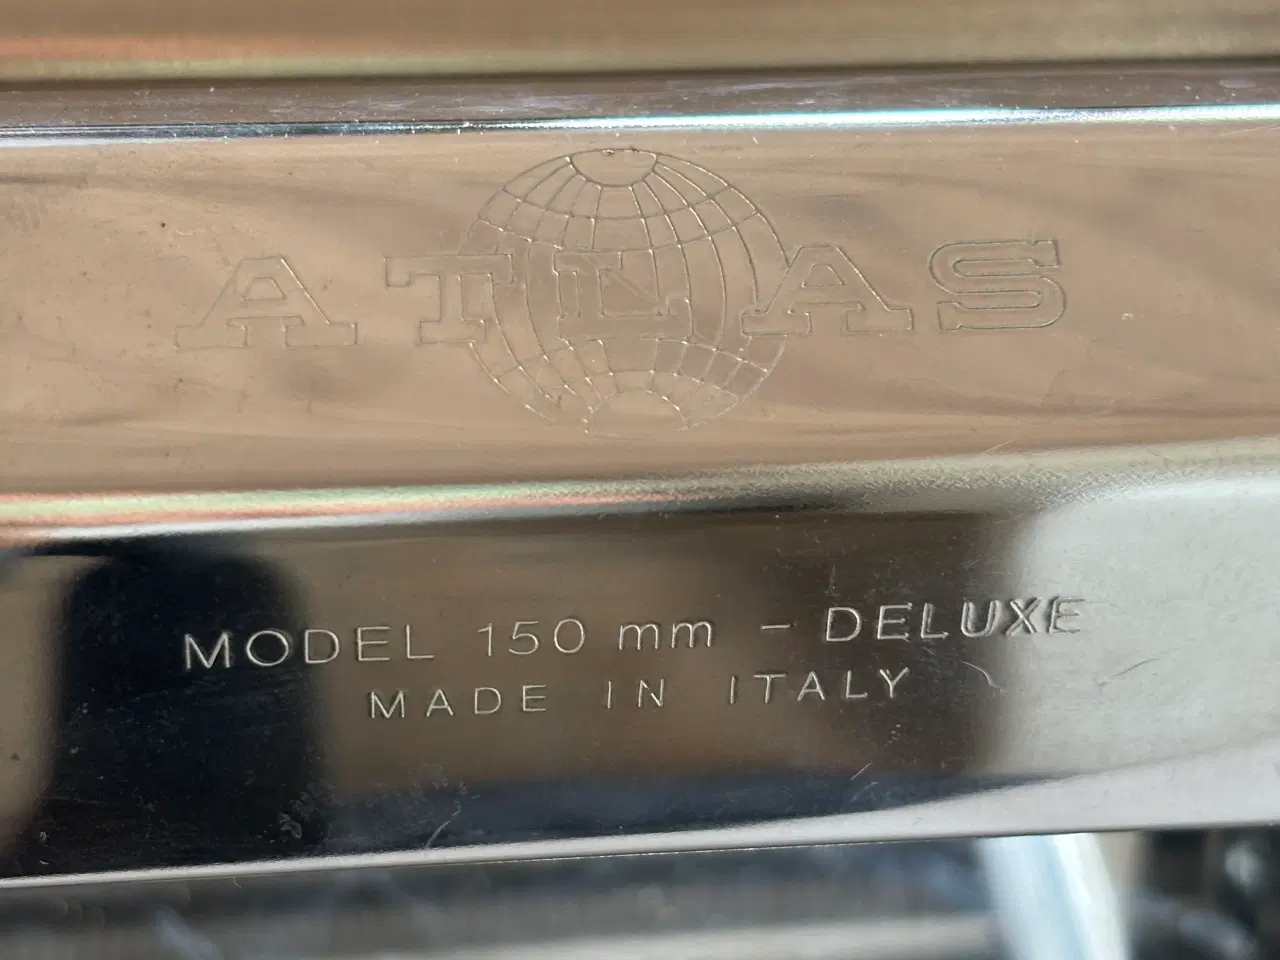 ATLAS
MODEL 150 mm - DELUXE
MADE IN ITALY